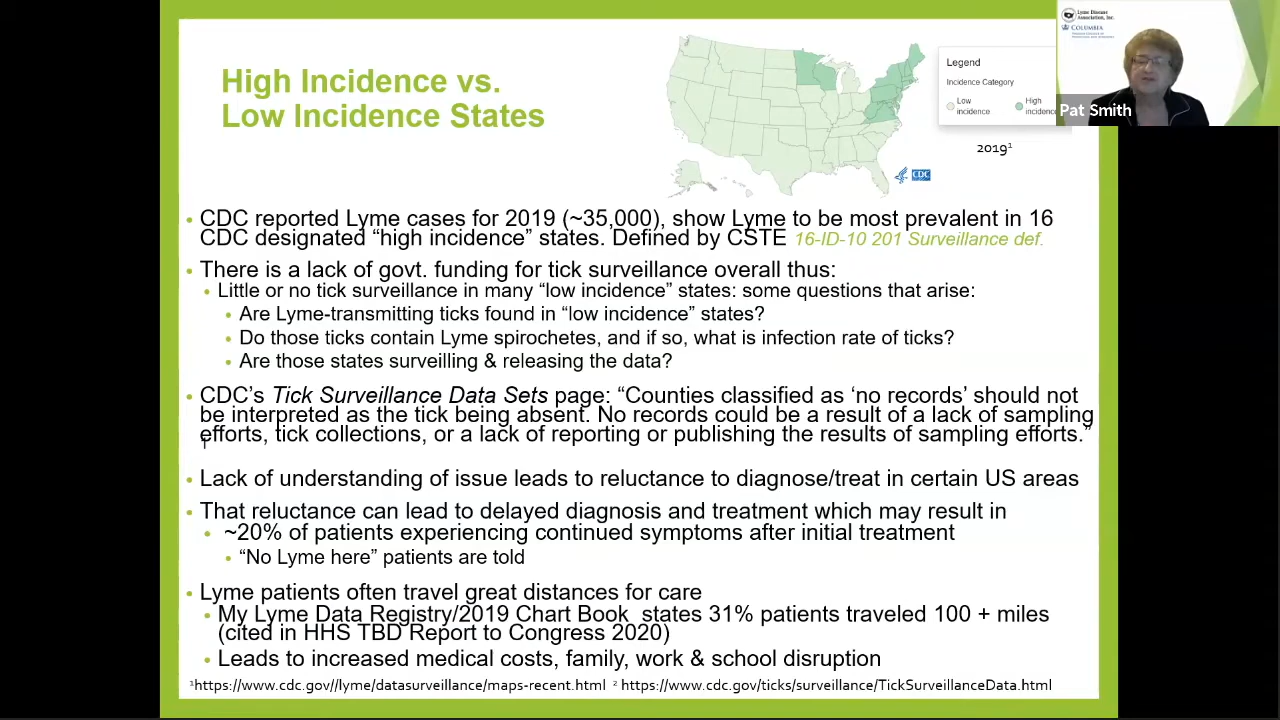 High Incidence vs.
Low Incidence States
Legend
Incidence Category
Low
incidence
High
incidence
2019¹
CDC
Lyme Disease
Association, Inc.
COLUMBIA
Pat Smith
• CDC reported Lyme cases for 2019 (~35,000), show Lyme to be most prevalent in 16
CDC designated “high incidence” states. Defined by CSTE 16-ID-10 201 Surveillance def.
• There is a lack of govt. funding for tick surveillance overall thus:
• Little or no tick surveillance in many “low incidence” states: some questions that arise:
• Are Lyme-transmitting ticks found in “low incidence” states?
• Do those ticks contain Lyme spirochetes, and if so, what is infection rate of ticks?
• Are those states surveilling & releasing the data?
• CDC’s Tick Surveillance Data Sets page: “Counties classified as ‘no records’ should not
be interpreted as the tick being absent. No records could be a result of a lack of sampling
efforts, tick collections, or a lack of reporting or publishing the results of sampling efforts.”
• Lack of understanding of issue leads to reluctance to diagnose/treat in certain US areas
• That reluctance can lead to delayed diagnosis and treatment which may result in
• ~20% of patients experiencing continued symptoms after initial treatment
• “No Lyme here” patients are told
• Lyme patients often travel great distances for care
• My Lyme Data Registry/2019 Chart Book states 31% patients traveled 100 + miles
(cited in HHS TBD Report to Congress 2020)
• Leads to increased medical costs, family, work & school disruption
¹https://www.cdc.gov//lyme/datasurveillance/maps-recent.html ² https://www.cdc.gov/ticks/surveillance/TickSurveillanceData.html